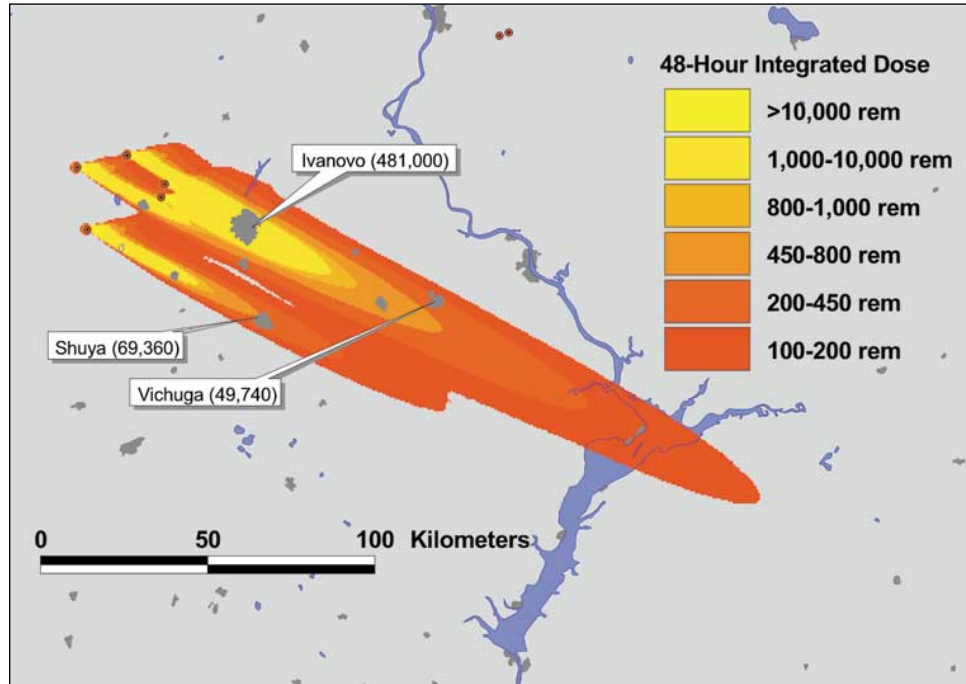 48-Hour Integrated Dose
>10,000 rem
1,000-10,000 rem
800-1,000 rem
450-800 rem
200-450 rem
100-200 rem
Ivanovo (481,000)
Shuya (69,360)
Vichuga (49,740)
0 50 100 Kilometers